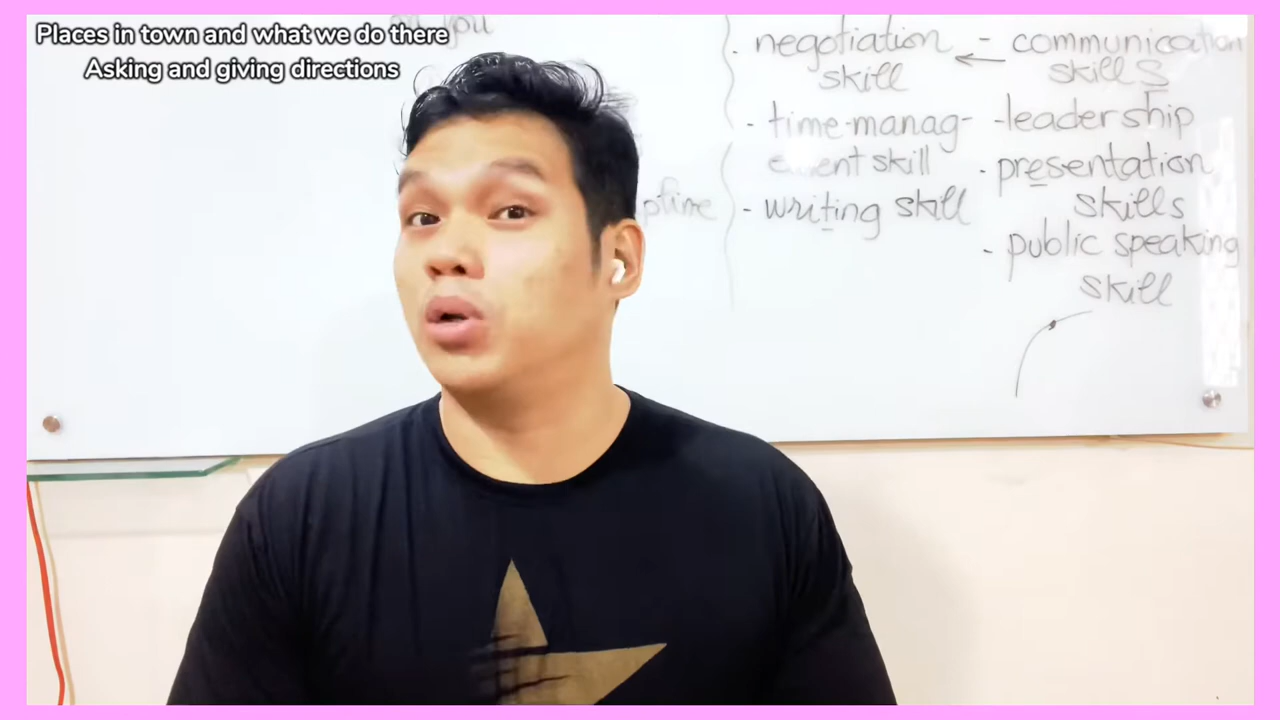 Places in town and what we do there
Asking and giving directions
you
- negotiation
skill
- time-manag-
skill
- writing skill
- communication
skills
- leadership
- presentation
skills
- public speaking
skill